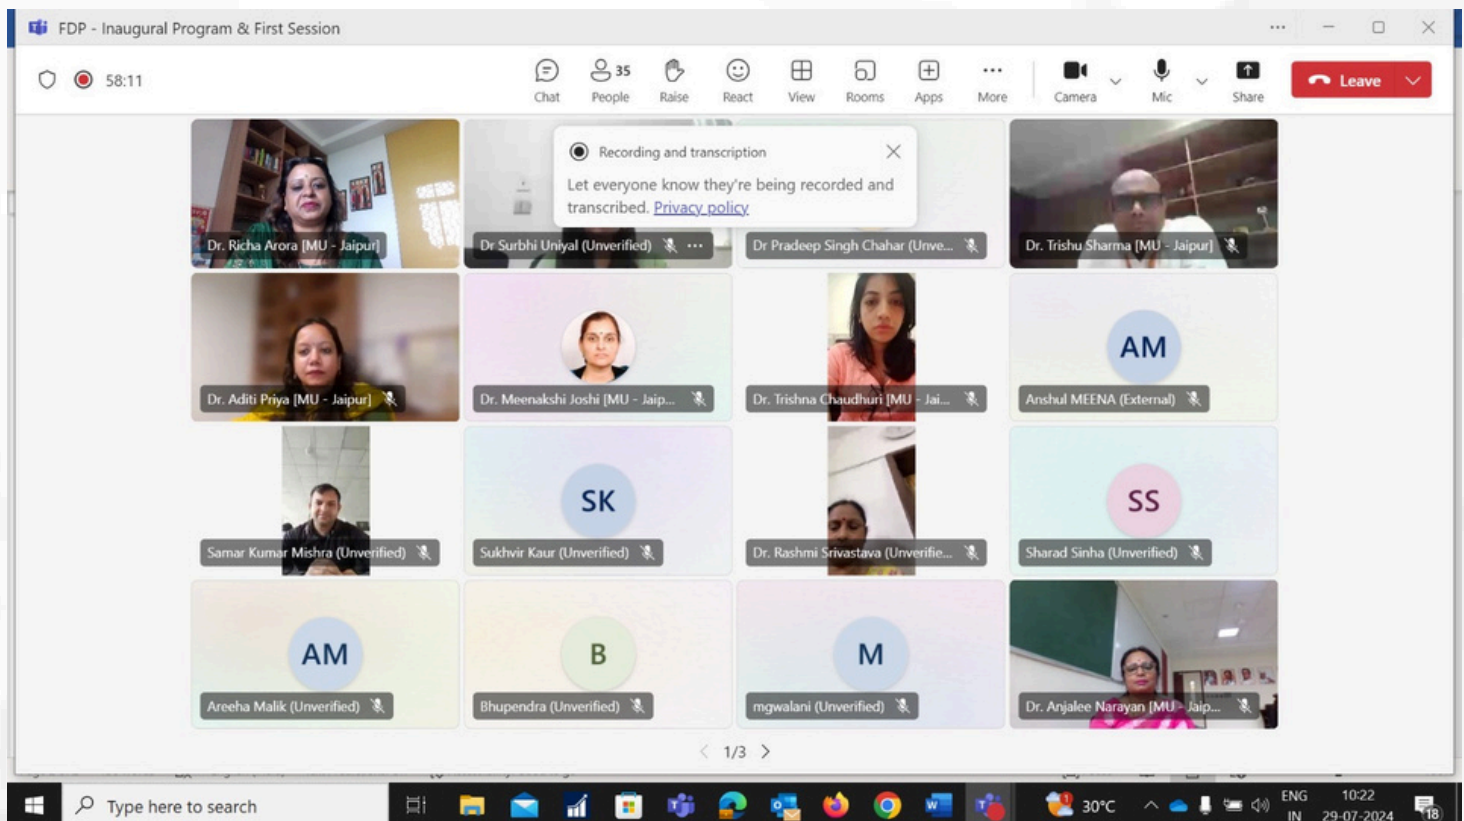 FDP - Inaugural Program & First Session
58:11
35
Chat People Raise React View Rooms Apps More Camera Mic Share Leave
Recording and transcription
Let everyone know they're being recorded and
transcribed. Privacy policy
Dr. Richa Arora [MU - Jaipur]
Dr Surbhi Uniyal (Unverified)
Dr Pradeep Singh Chahar (Unve...
Dr. Trishu Sharma [MU - Jaipur]
AM
Dr. Aditi Priya [MU - Jaipur]
Dr. Meenakshi Joshi [MU - Jaip...
Dr. Trishna Chaudhuri [MU - Jai...
Anshul MEENA (External)
SK
SS
Samar Kumar Mishra (Unverified)
Sukhvir Kaur (Unverified)
Dr. Rashmi Srivastava (Unverifie...
Sharad Sinha (Unverified)
AM
B
M
Areeha Malik (Unverified)
Bhupendra (Unverified)
mgwalani (Unverified)
Dr. Anjalee Narayan [MU - Jaip...
1/3
Type here to search
30°C
ENG
IN
10:22
29-07-2024
18